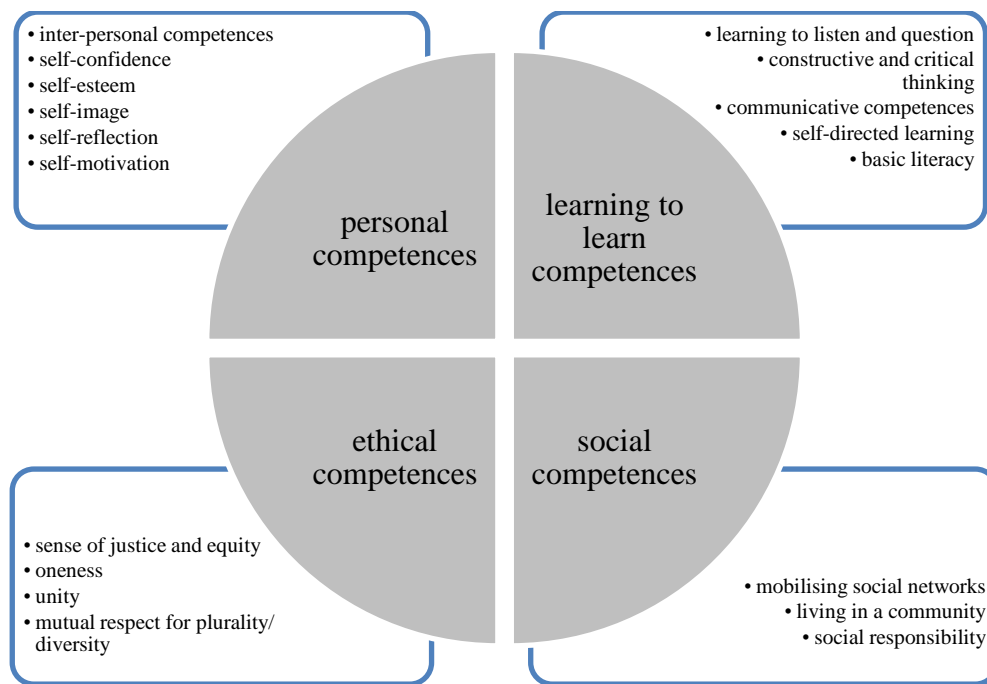 • inter-personal competences
• self-confidence
• self-esteem
• self-image
• self-reflection
• self-motivation
• learning to listen and question
• constructive and critical
thinking
• communicative competences
• self-directed learning
• basic literacy
personal
competences
learning to
learn
competences
ethical
competences
social
competences
• sense of justice and equity
• oneness
• unity
• mutual respect for plurality/
diversity
• mobilising social networks
• living in a community
• social responsibility